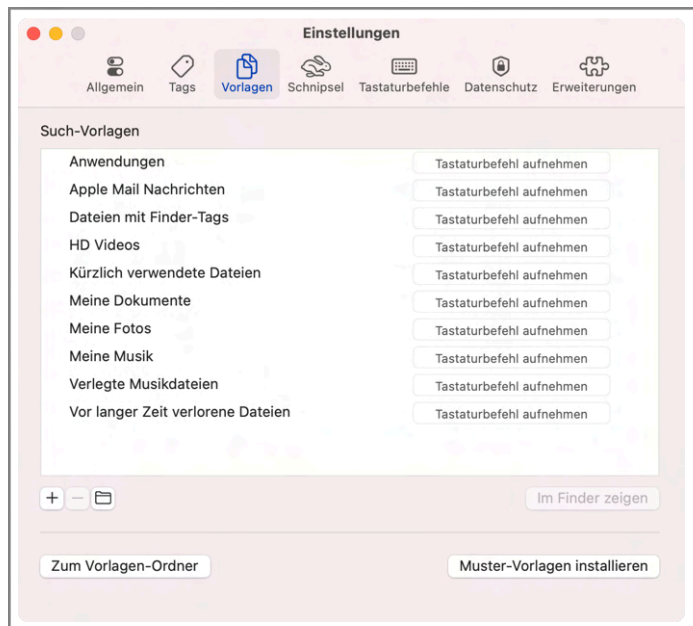 Einstellungen
Allgemein Tags Vorlagen Schnipsel Tastaturbefehle Datenschutz Erweiterungen
Such-Vorlagen
Anwendungen Tastaturbefehl aufnehmen
Apple Mail Nachrichten Tastaturbefehl aufnehmen
Dateien mit Finder-Tags Tastaturbefehl aufnehmen
HD Videos Tastaturbefehl aufnehmen
Kürzlich verwendete Dateien Tastaturbefehl aufnehmen
Meine Dokumente Tastaturbefehl aufnehmen
Meine Fotos Tastaturbefehl aufnehmen
Meine Musik Tastaturbefehl aufnehmen
Verlegte Musikdateien Tastaturbefehl aufnehmen
Vor langer Zeit verlorene Dateien Tastaturbefehl aufnehmen
Im Finder zeigen
Zum Vorlagen-Ordner Muster-Vorlagen installieren